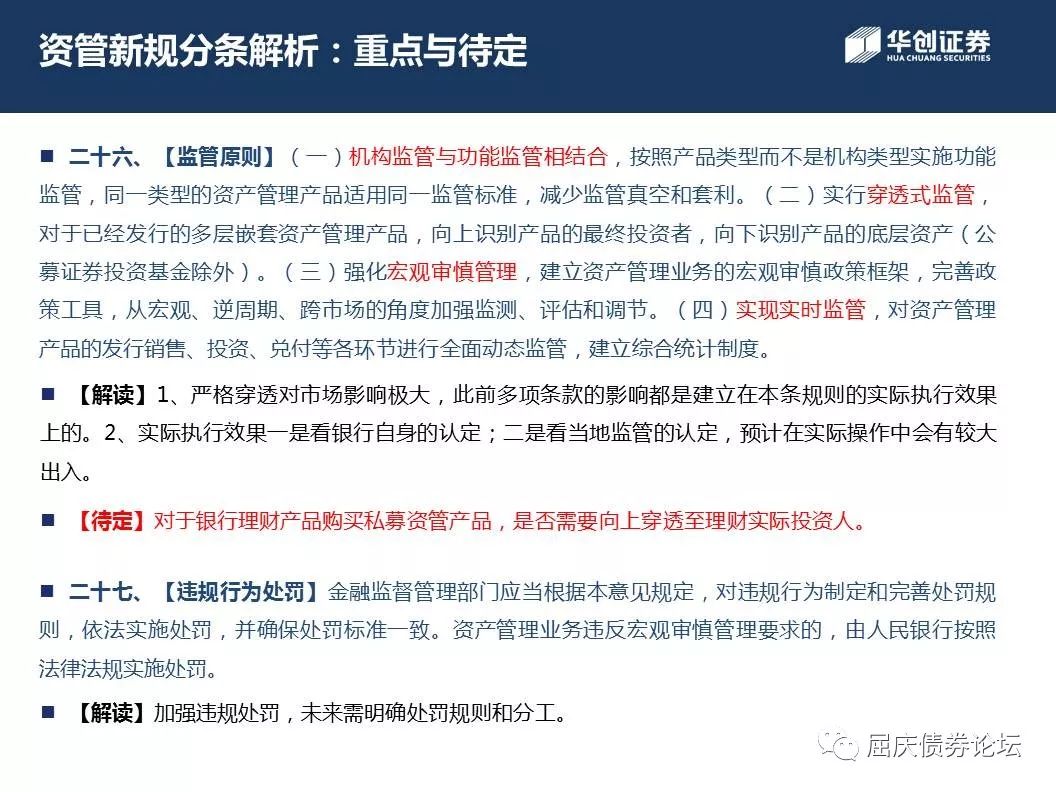 资管新规分条解析：重点与待定
华创证券
HUA CHUANG SECURITIES
■ 二十六、【监管原则】（一）机构监管与功能监管相结合，按照产品类型而不是机构类型实施功能
监管，同一类型的资产管理产品适用同一监管标准，减少监管真空和套利。（二）实行穿透式监管，
对于已经发行的多层嵌套资产管理产品，向上识别产品的最终投资者，向下识别产品的底层资产（公
募证券投资基金除外）。（三）强化宏观审慎管理，建立资产管理业务的宏观审慎政策框架，完善政
策工具，从宏观、逆周期、跨市场的角度加强监测、评估和调节。（四）实现实时监管，对资产管理
产品的发行销售、投资、兑付等各环节进行全面动态监管，建立综合统计制度。
■ 【解读】1、严格穿透对市场影响极大，此前多项条款的影响都是建立在本条规则的实际执行效果
上的。2、实际执行效果一是看银行自身的认定；二是看当地监管的认定，预计在实际操作中会有较大
出入。
■ 【待定】对于银行理财产品购买私募资管产品，是否需要向上穿透至理财实际投资人。
■ 二十七、【违规行为处罚】金融监督管理部门应当根据本意见规定，对违规行为制定和完善处罚规
则，依法实施处罚，并确保处罚标准一致。资产管理业务违反宏观审慎管理要求的，由人民银行按照
法律法规实施处罚。
■ 【解读】加强违规处罚，未来需明确处罚规则和分工。
屈庆债券论坛